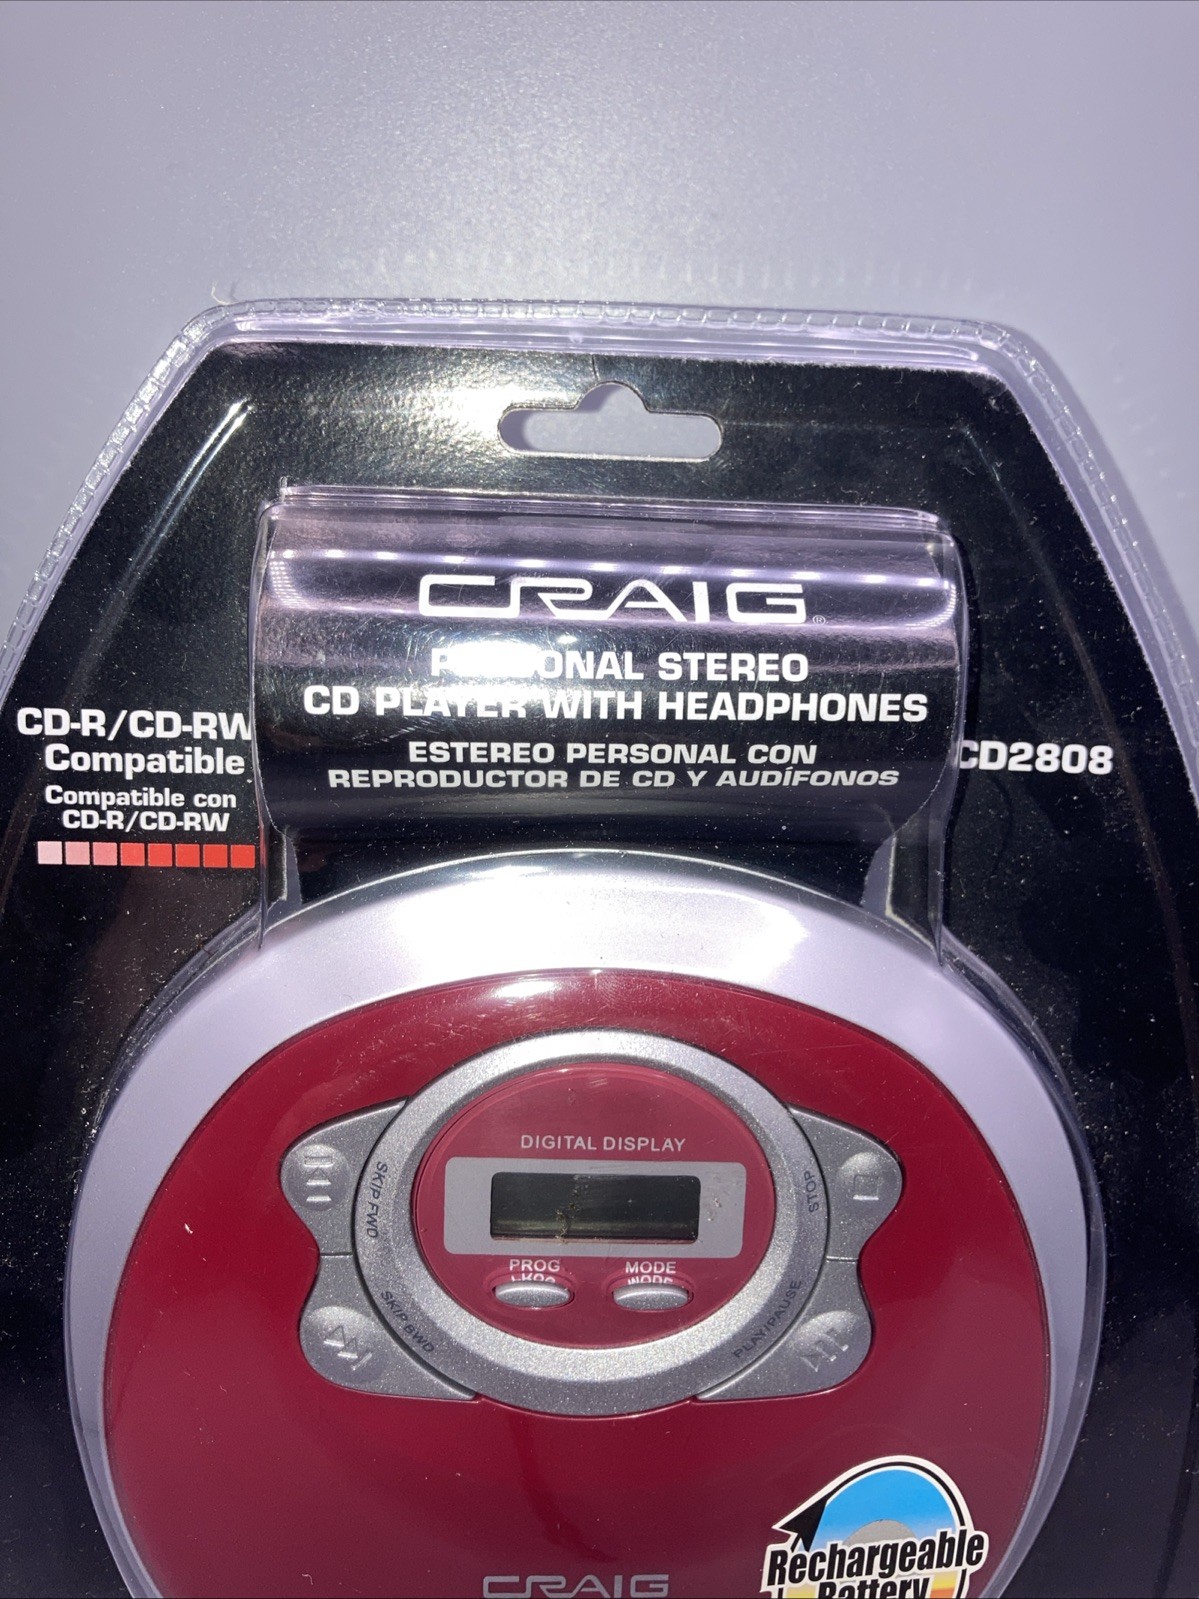 CRAIG®
PERSONAL STEREO
CD PLAYER WITH HEADPHONES
ESTEREO PERSONAL CON
REPRODUCTOR DE CD Y AUDÍFONOS
CD-R/CD-RW
Compatible
Compatible con
CD-R/CD-RW
CD2808
DIGITAL DISPLAY
PROG
MODE
SKIP FWD
SKIP BWD
STOP
PLAY/PAUSE
CRAIG
Rechargeable
Battery